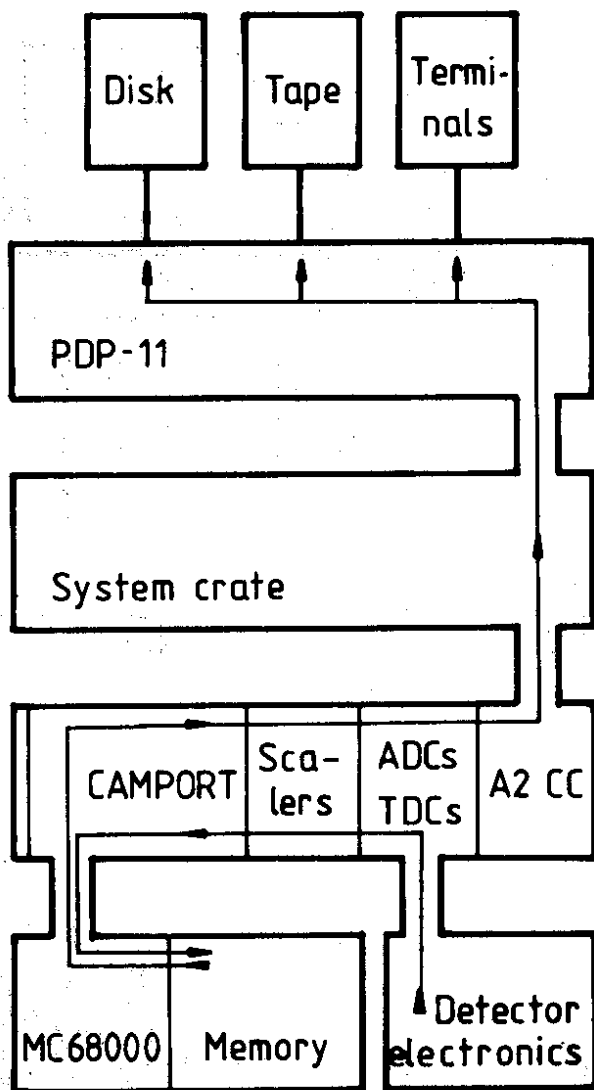 Disk
Tape
Termi-
nals
PDP-11
System crate
CAMPORT
Sca-
lers
ADCs
TDCs
A2 CC
MC68000
Memory
Detector
electronics